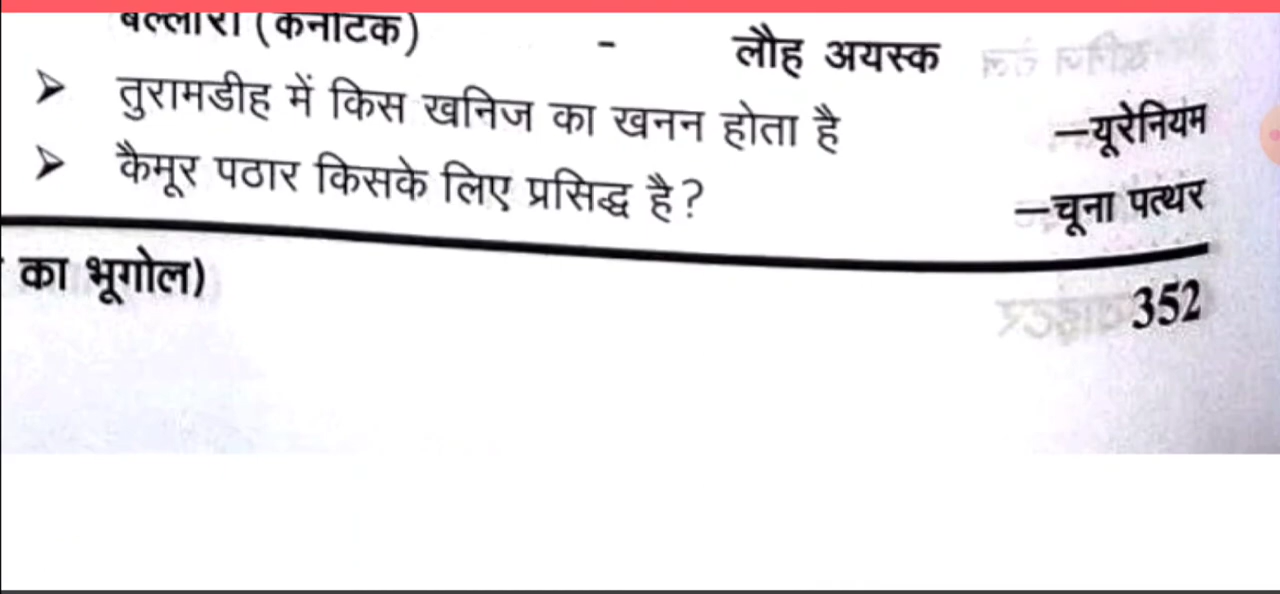 बल्लारी (कर्नाटक) - लौह अयस्क
➢ तुरामडीह में किस खनिज का खनन होता है —यूरेनियम
➢ कैमूर पठार किसके लिए प्रसिद्ध है? —चूना पत्थर
का भूगोल) 352